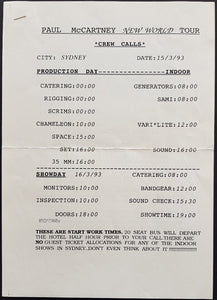 PAUL McCARTNEY NEW WORLD TOUR
*CREW CALLS*
CITY: SYDNEY DATE:15/3/93
PRODUCTION DAY----------------INDOOR
CATERING:00:00 GENERATORS:08:00
RIGGING:00:00 SAMI:08:00
SCRIMS:00:00
CHAMELEON:10:00 VARI*LITE:12:00
SPACE:15:00
SET:16:00 SOUND:16:00
35 MM:16:00
SHOWDAY 16/3/93 CATERING:08:00
MONITORS:10:00 BANDGEAR:12:00
INSPECTION:10:00 SOUND CHECK:15:30
DOORS:18:00 SHOWTIME:19:00
THESE ARE START WORK TIMES. 20 SEAT BUS WILL DEPART
THE HOTEL HALF HOUR PRIOR TO YOUR CALL.THERE ARE
NO GUEST TICKET ALLOCATIONS FOR ANY OF THE INDOOR
SHOWS IN SYDNEY..DON'T EVEN THINK ABOUT IT